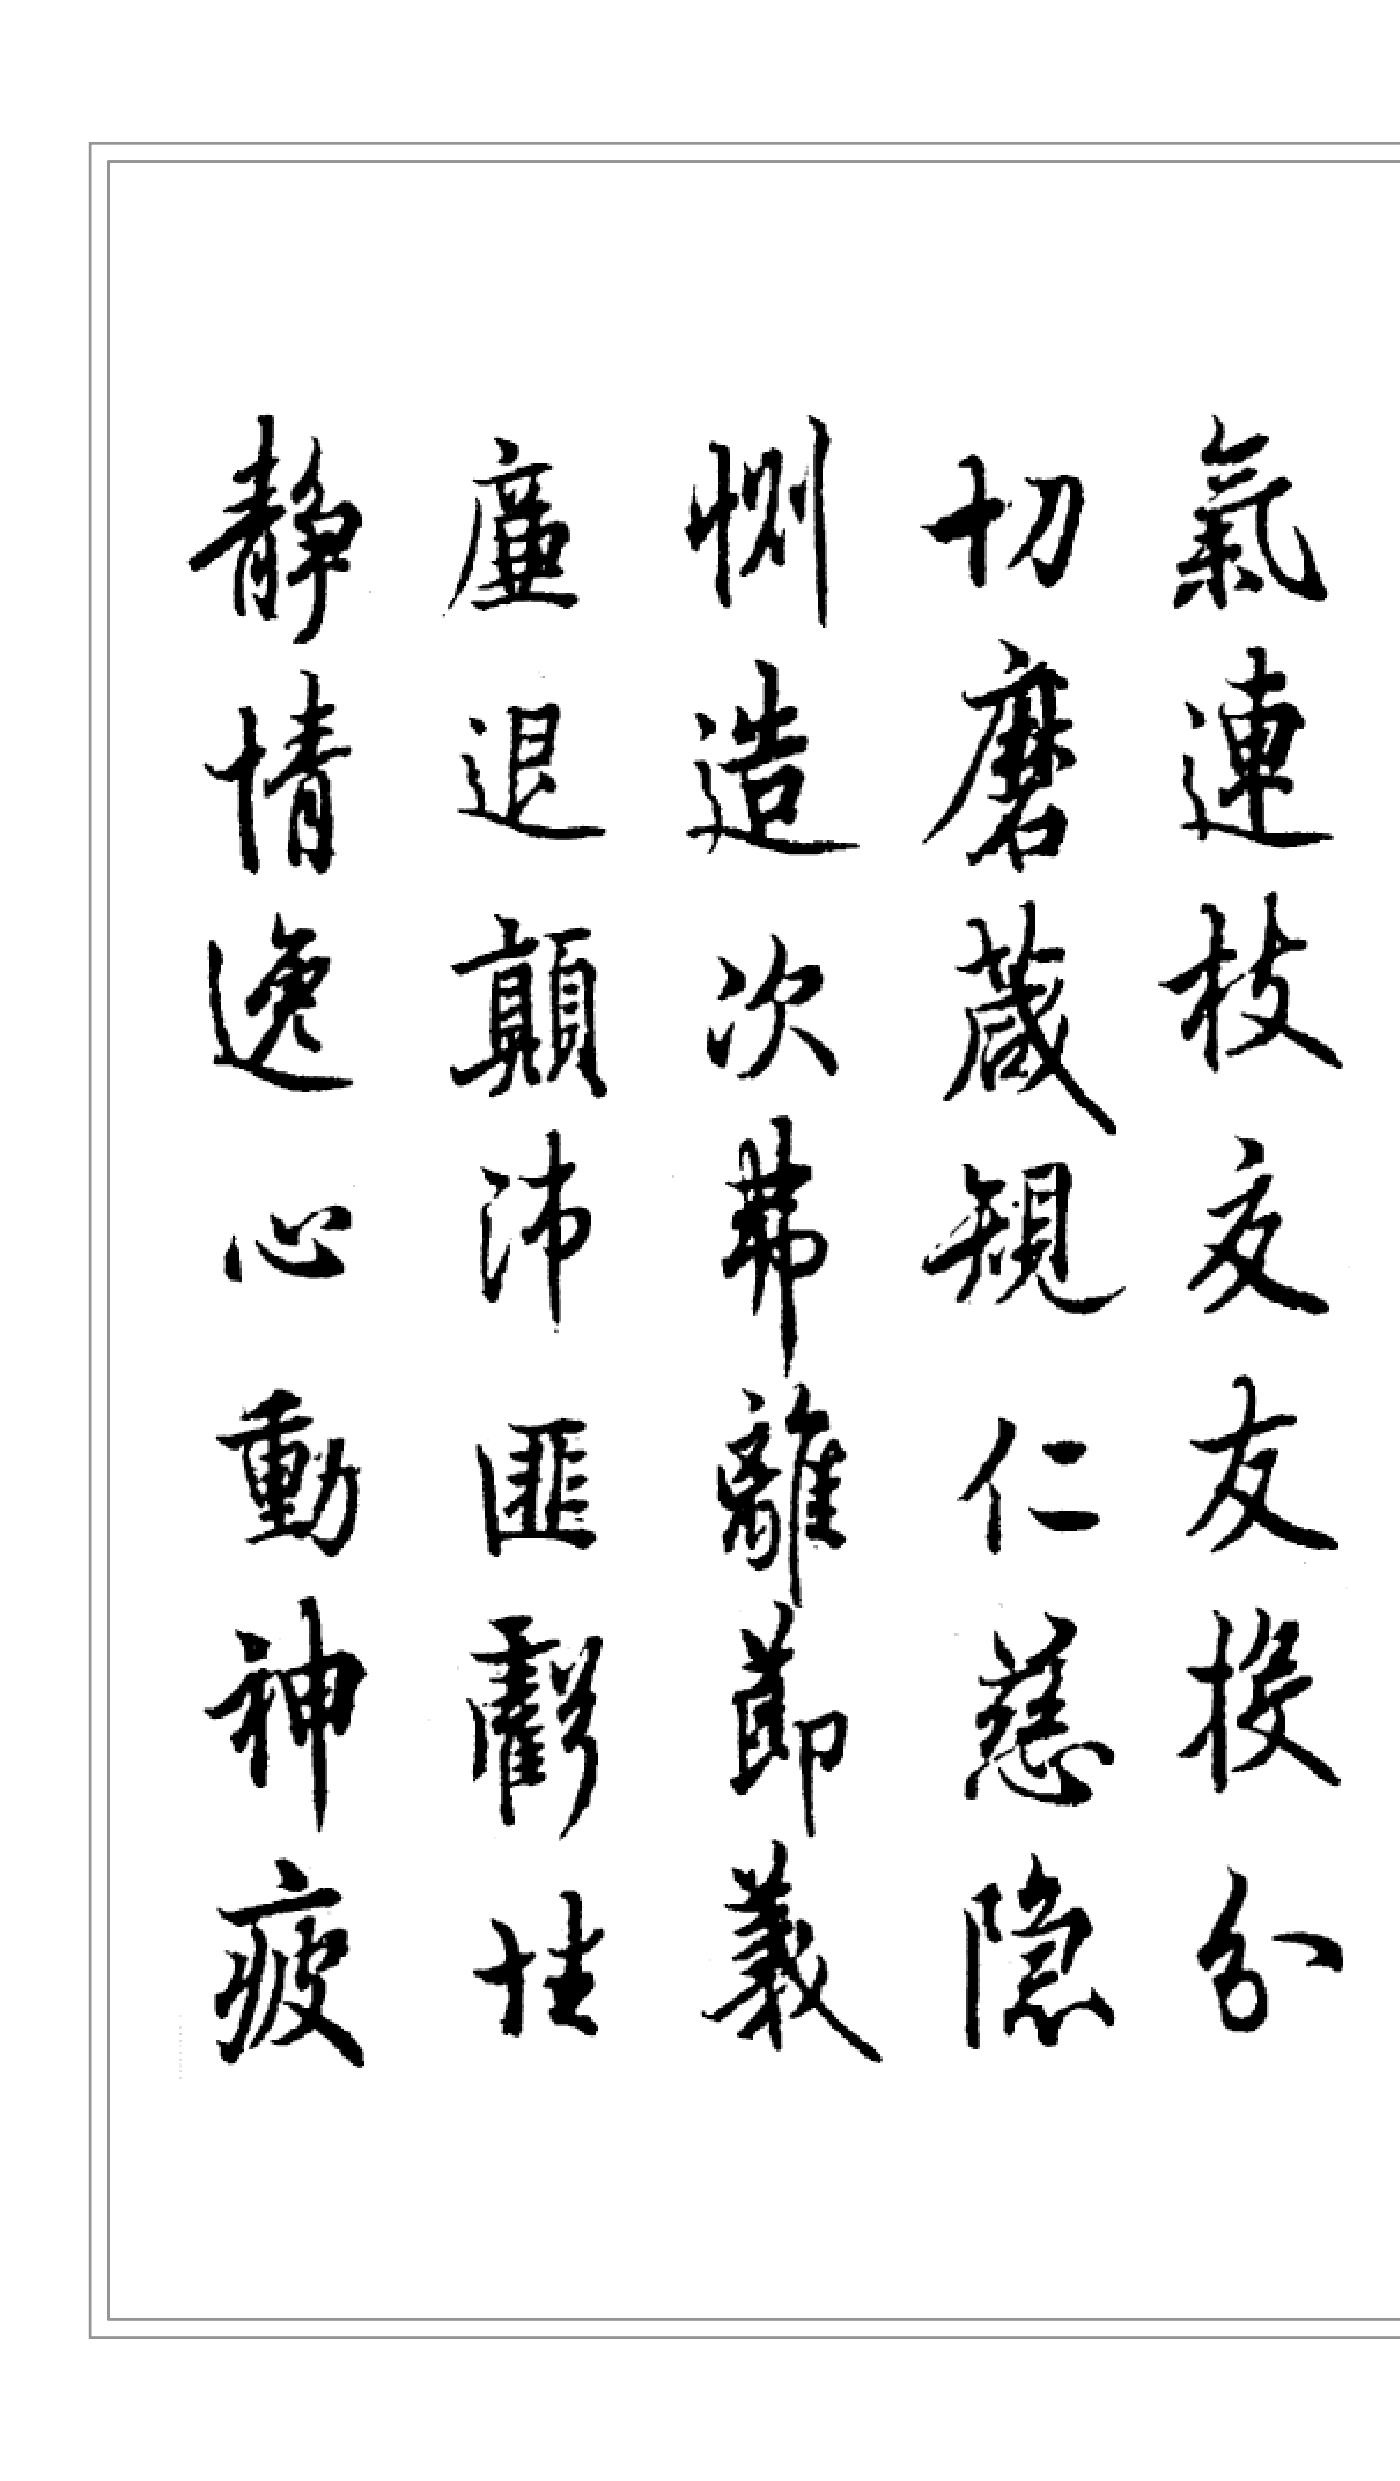 氣連枝交友投分
切磨箴規仁慈隱
惻造次弗離節義
廉退顛沛匪虧性
靜情逸心動神疲